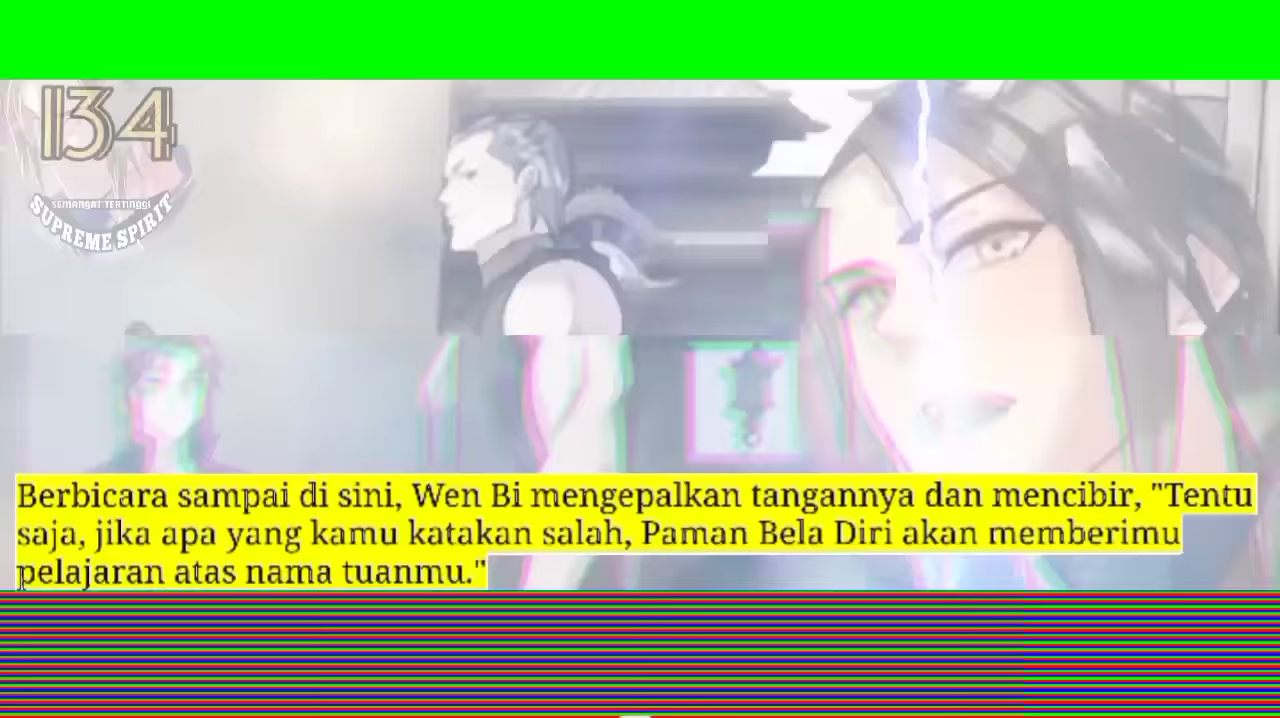 134
SEMANGAT TERTINGGI
SUPREME SPIRIT
Berbicara sampai di sini, Wen Bi mengepalkan tangannya dan mencibir, "Tentu
saja, jika apa yang kamu katakan salah, Paman Bela Diri akan memberimu
pelajaran atas nama tuanmu."